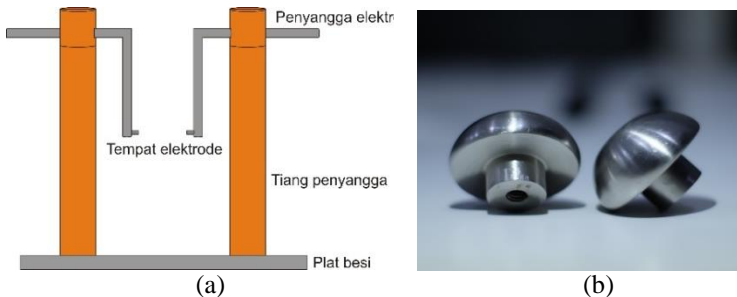 Penyangga elektr
Tempat elektrode
Tiang penyangga
Plat besi
(a)
(b)